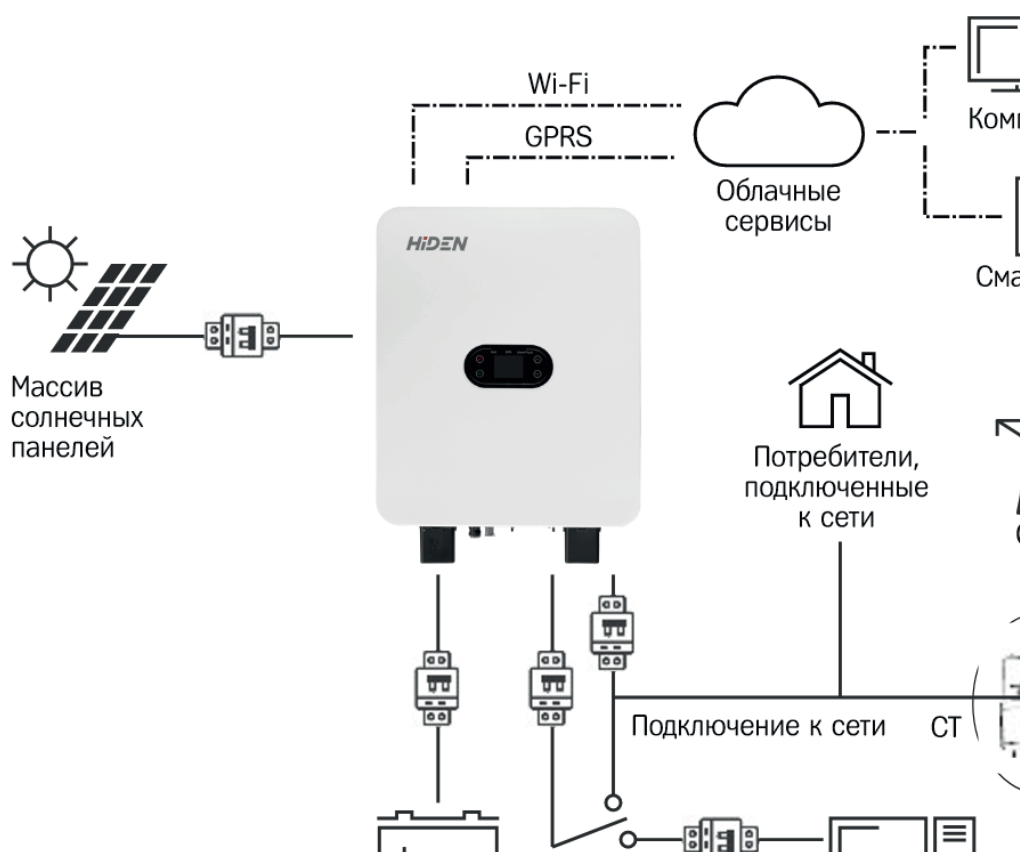 Wi-Fi
GPRS
Облачные
сервисы
HiDEN
Массив
солнечных
панелей
Потребители,
подключенные
к сети
Подключение к сети
CT